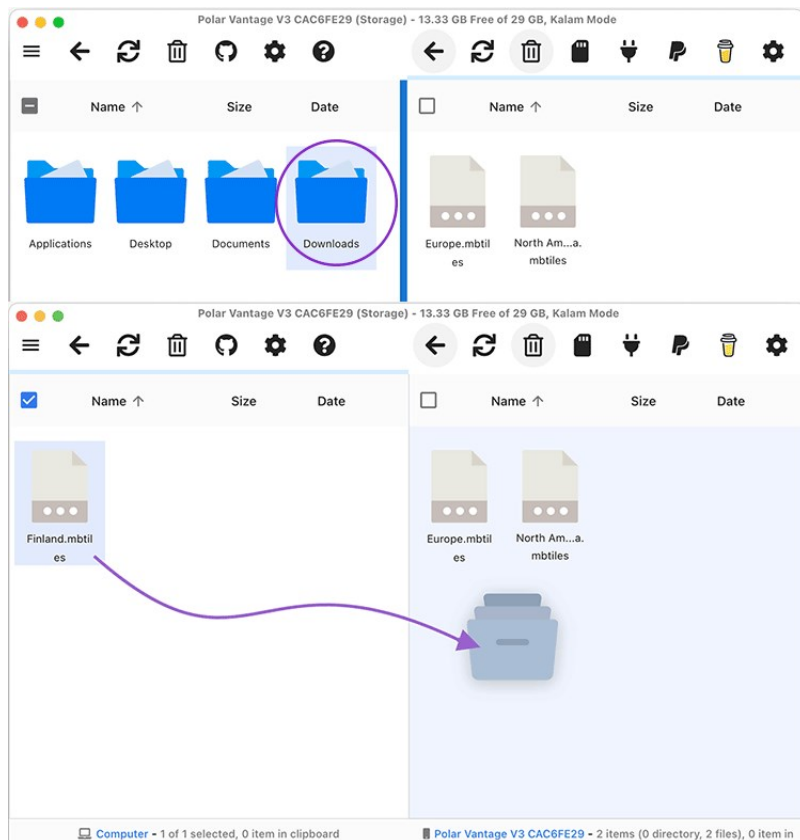 Polar Vantage V3 CAC6FE29 (Storage) - 13.33 GB Free of 29 GB, Kalam Mode
Name ↑ Size Date
Name ↑ Size Date
Applications
Desktop
Documents
Downloads
Europe.mbtil
es
North Am...a.
mbtiles
Polar Vantage V3 CAC6FE29 (Storage) - 13.33 GB Free of 29 GB, Kalam Mode
Name ↑ Size Date
Name ↑ Size Date
Finland.mbtil
es
Europe.mbtil
es
North Am...a.
mbtiles
Computer - 1 of 1 selected, 0 item in clipboard
Polar Vantage V3 CAC6FE29 - 2 items (0 directory, 2 files), 0 item in